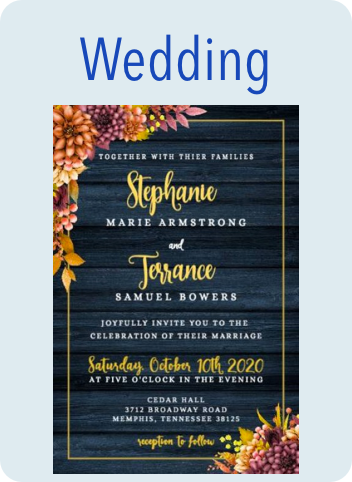 Wedding
TOGETHER WITH THIER FAMILIES
Stephanie
MARIE ARMSTRONG
and
Terrance
SAMUEL BOWERS
JOYFULLY INVITE YOU TO THE
CELEBRATION OF THEIR MARRIAGE
Saturday, October 10th, 2020
AT FIVE O'CLOCK IN THE EVENING
CEDAR HALL
3712 BROADWAY ROAD
MEMPHIS, TENNESSEE 38125
reception to follow